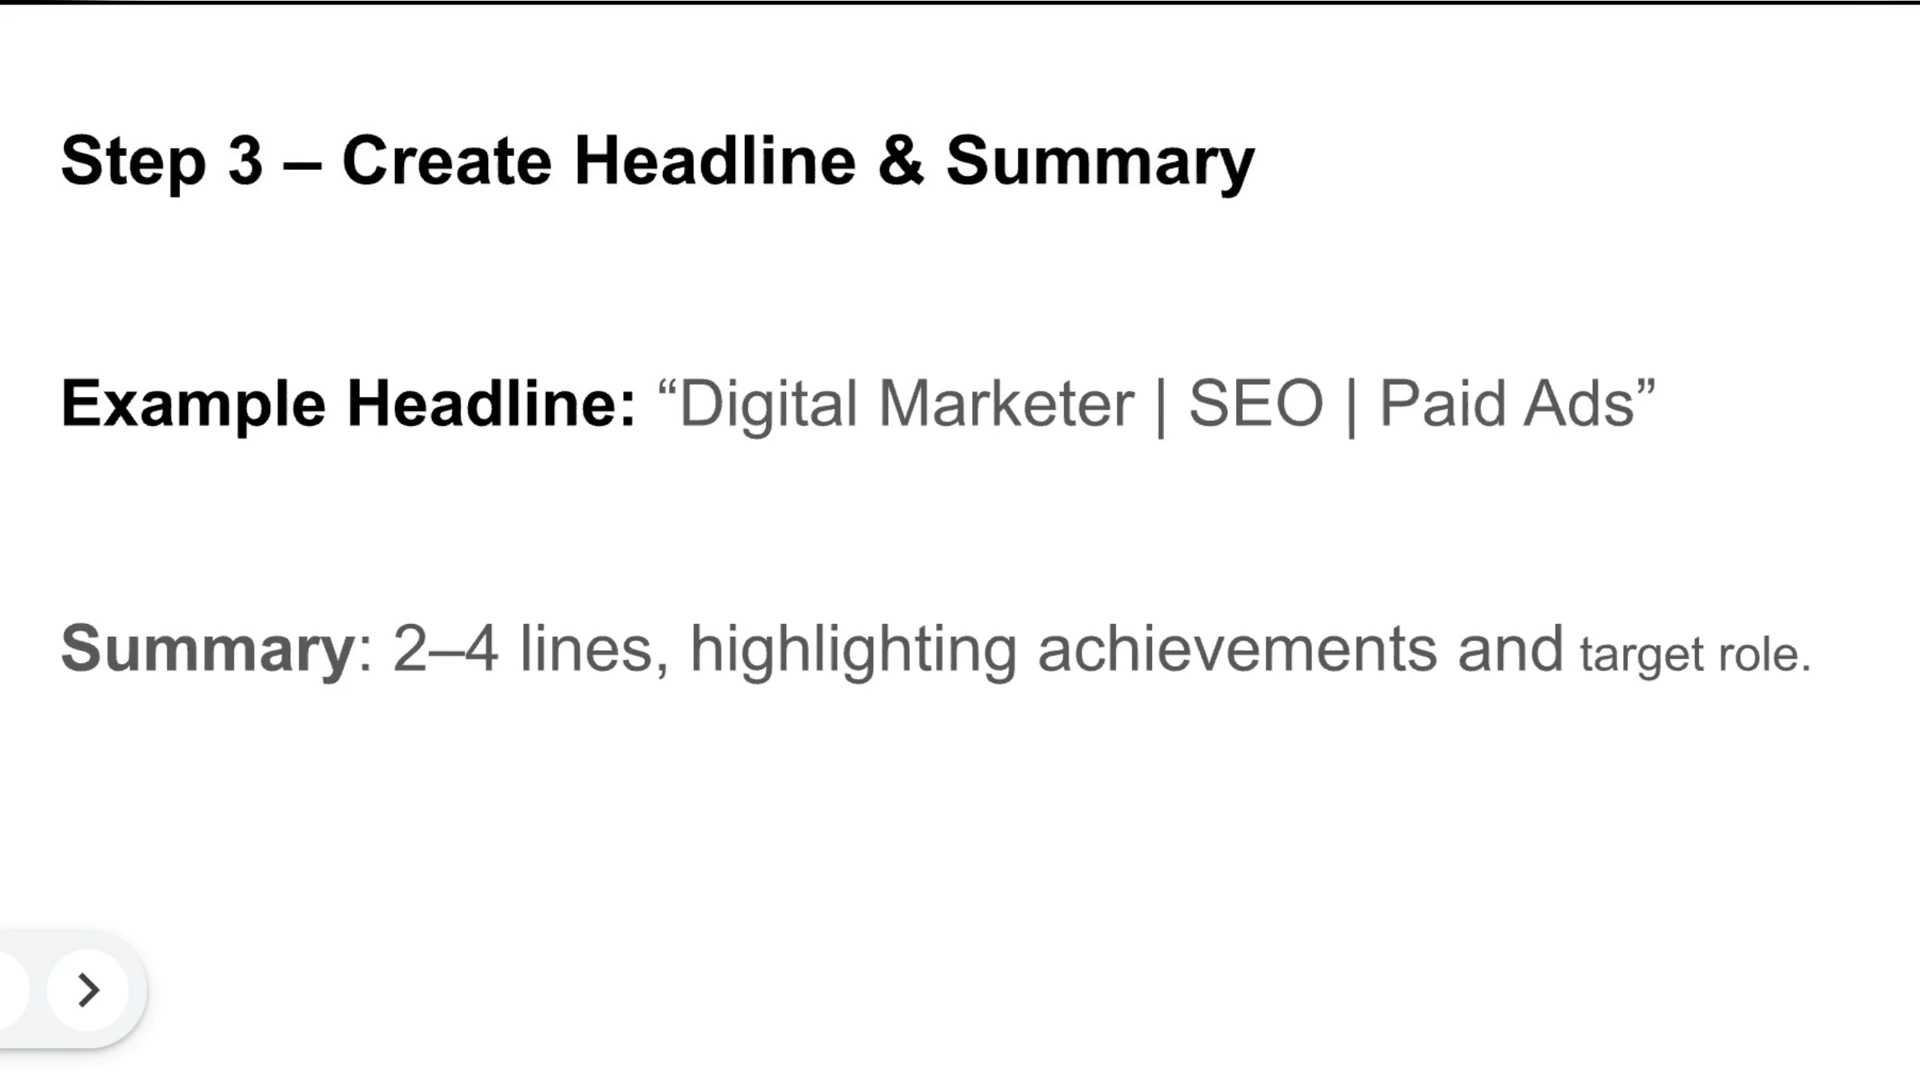 Step 3 – Create Headline & Summary
Example Headline: “Digital Marketer | SEO | Paid Ads”
Summary: 2–4 lines, highlighting achievements and target role.